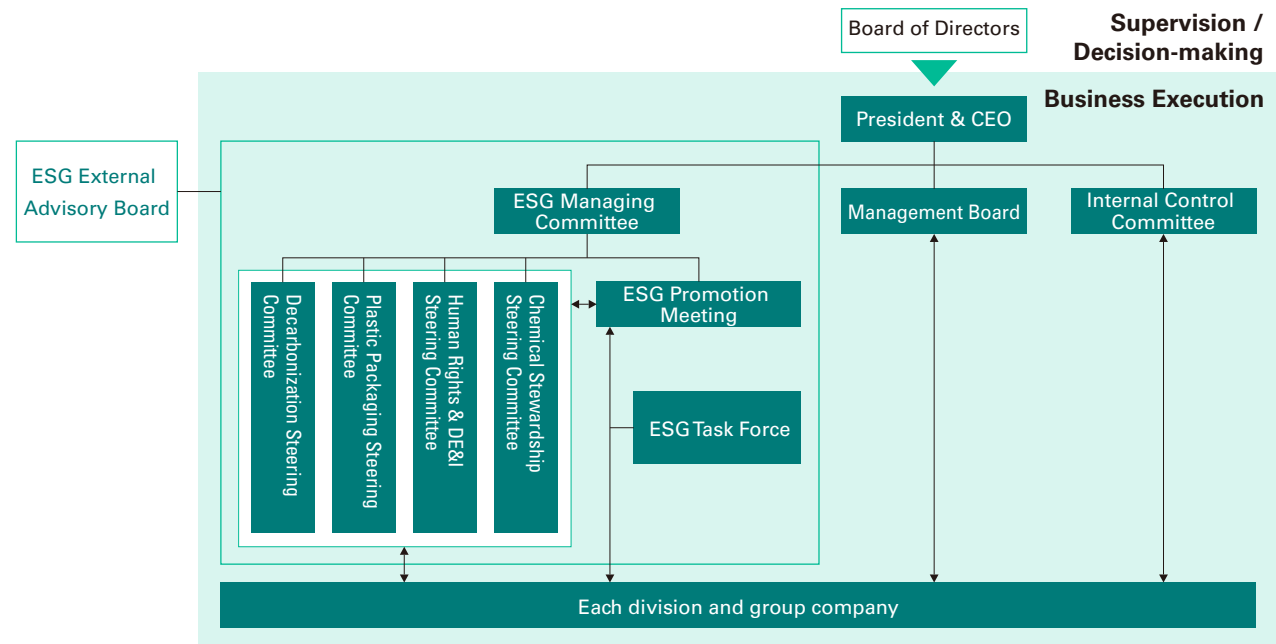 Board of Directors
Supervision /
Decision-making
Business Execution
President & CEO
ESG External
Advisory Board
ESG Managing
Committee
Management Board
Internal Control
Committee
Decarbonization Steering
Committee
Plastic Packaging Steering
Committee
Human Rights & DE&I
Steering Committee
Chemical Stewardship
Steering Committee
ESG Promotion
Meeting
ESG Task Force
Each division and group company